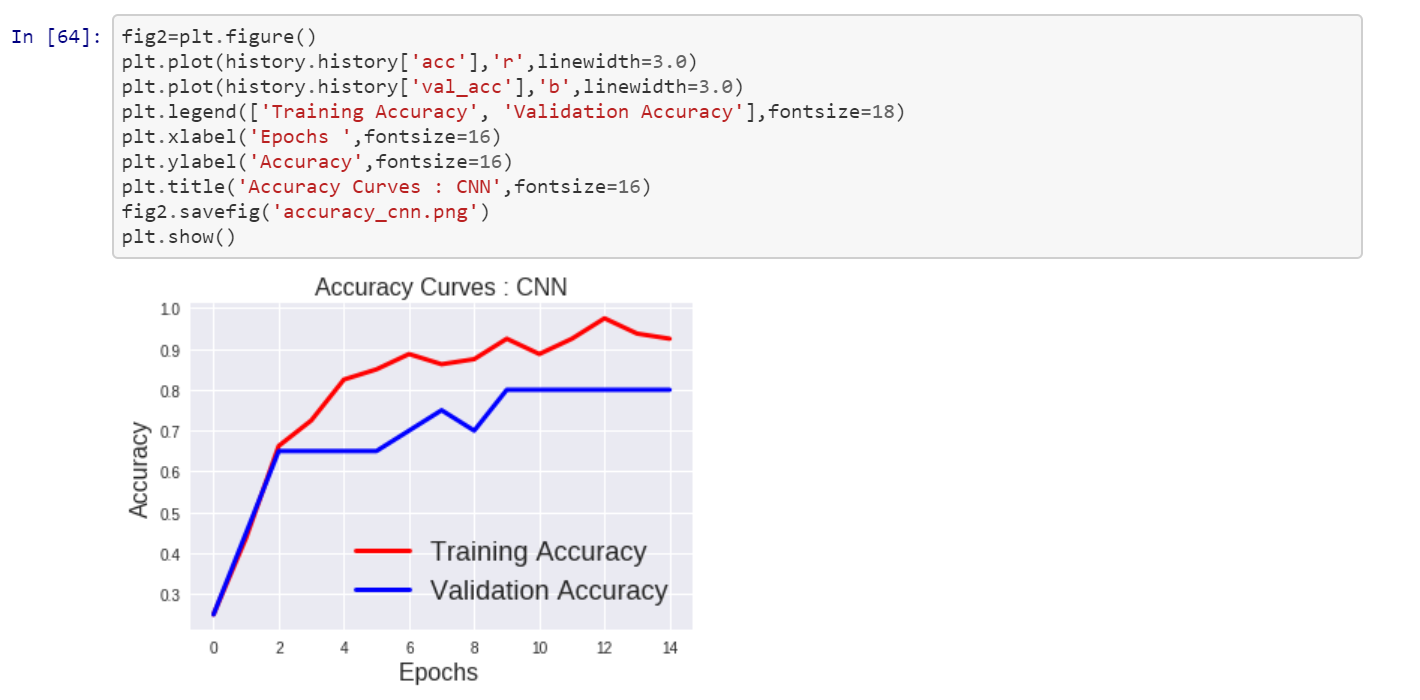 In [64]: fig2=plt.figure()
plt.plot(history.history['acc'],'r',linewidth=3.0)
plt.plot(history.history['val_acc'],'b',linewidth=3.0)
plt.legend(['Training Accuracy', 'Validation Accuracy'],fontsize=18)
plt.xlabel('Epochs ',fontsize=16)
plt.ylabel('Accuracy',fontsize=16)
plt.title('Accuracy Curves : CNN',fontsize=16)
fig2.savefig('accuracy_cnn.png')
plt.show()
Accuracy Curves : CNN
1.0
0.9
0.8
0.7
0.6
0.5
0.4
0.3
Accuracy
Training Accuracy
Validation Accuracy
0 2 4 6 8 10 12 14
Epochs